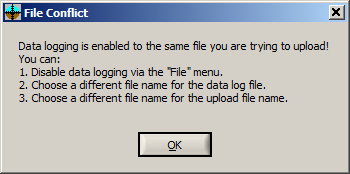 File Conflict
Data logging is enabled to the same file you are trying to upload!
You can:
1. Disable data logging via the "File" menu.
2. Choose a different file name for the data log file.
3. Choose a different file name for the upload file name.
OK